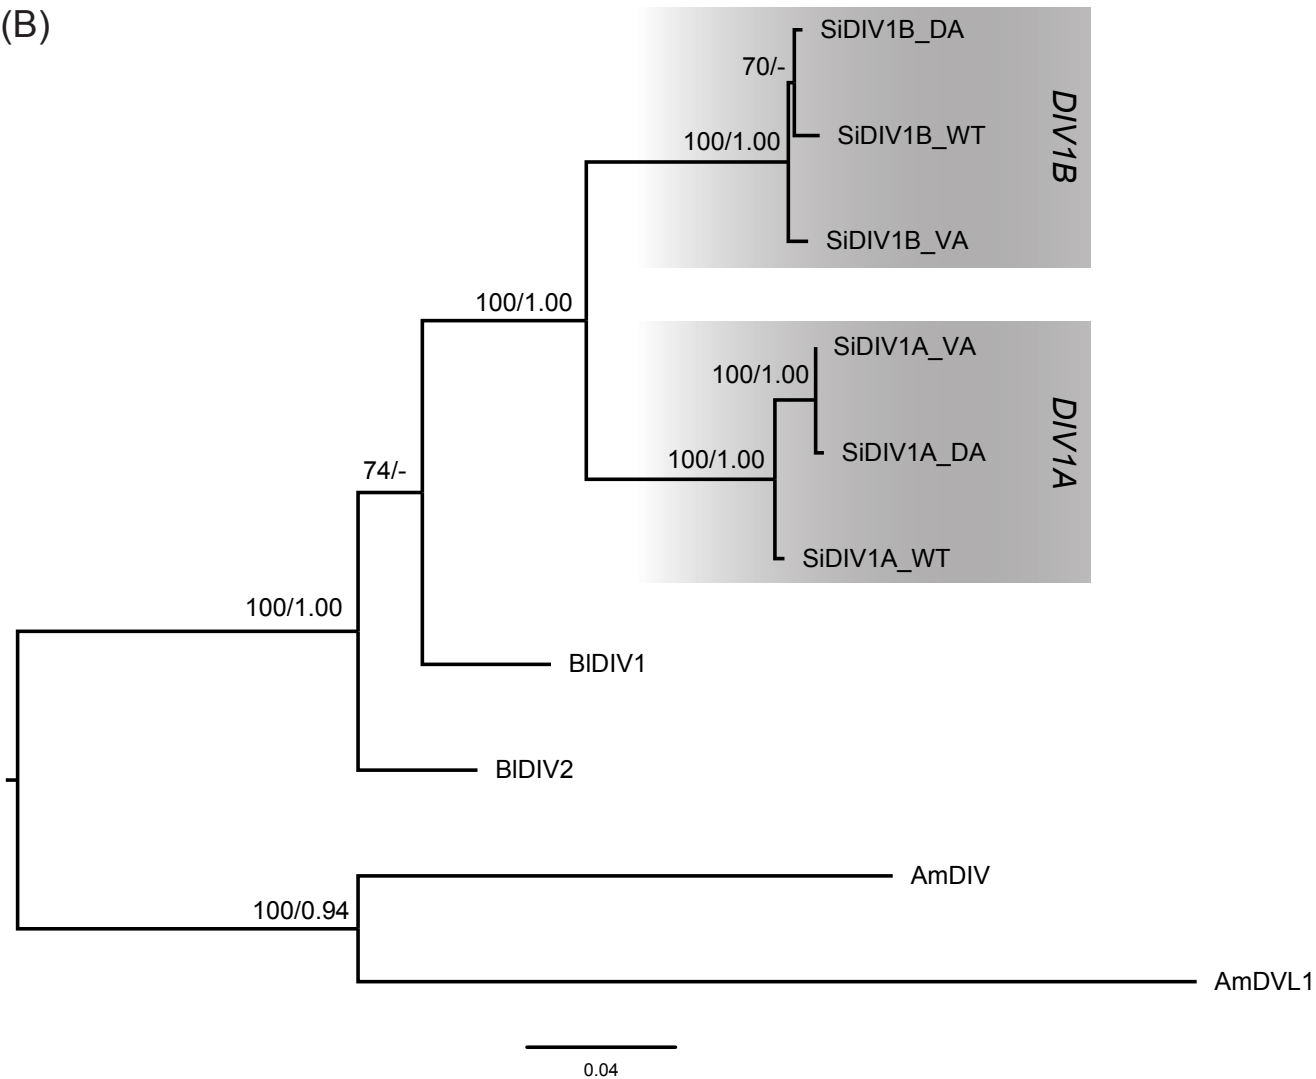 (B)
SiDIV1B_DA
70/-
SiDIV1B_WT
100/1.00
DIV1B
SiDIV1B_VA
100/1.00
SiDIV1A_VA
100/1.00
DIV1A
SiDIV1A_DA
100/1.00
74/-
SiDIV1A_WT
100/1.00
BlDIV1
BlDIV2
AmDIV
100/0.94
AmDVL1
0.04